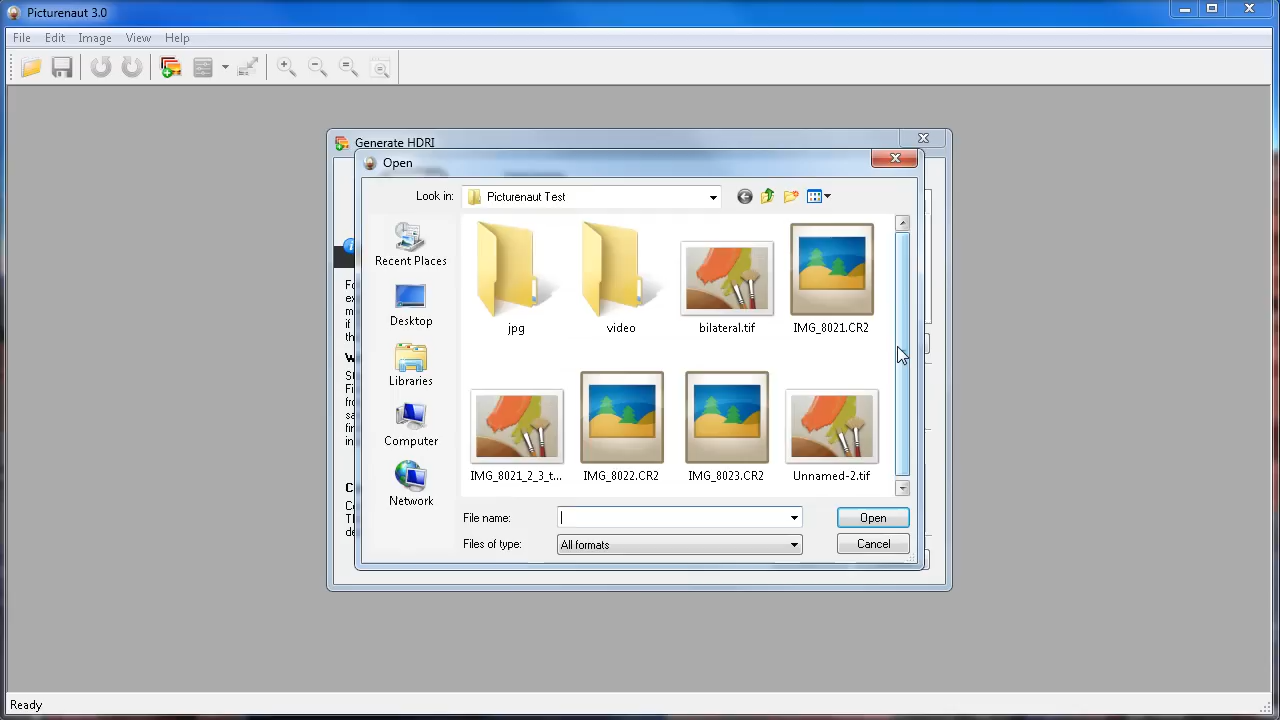 Picturenaut 3.0
File Edit Image View Help
Generate HDRI
Open
Look in: Picturenaut Test
Recent Places
Desktop
Libraries
Computer
Network
jpg video bilateral.tif IMG_8021.CR2
IMG_8021_2_3_t... IMG_8022.CR2 IMG_8023.CR2 Unnamed-2.tif
File name: Open
Files of type: All formats Cancel
Ready